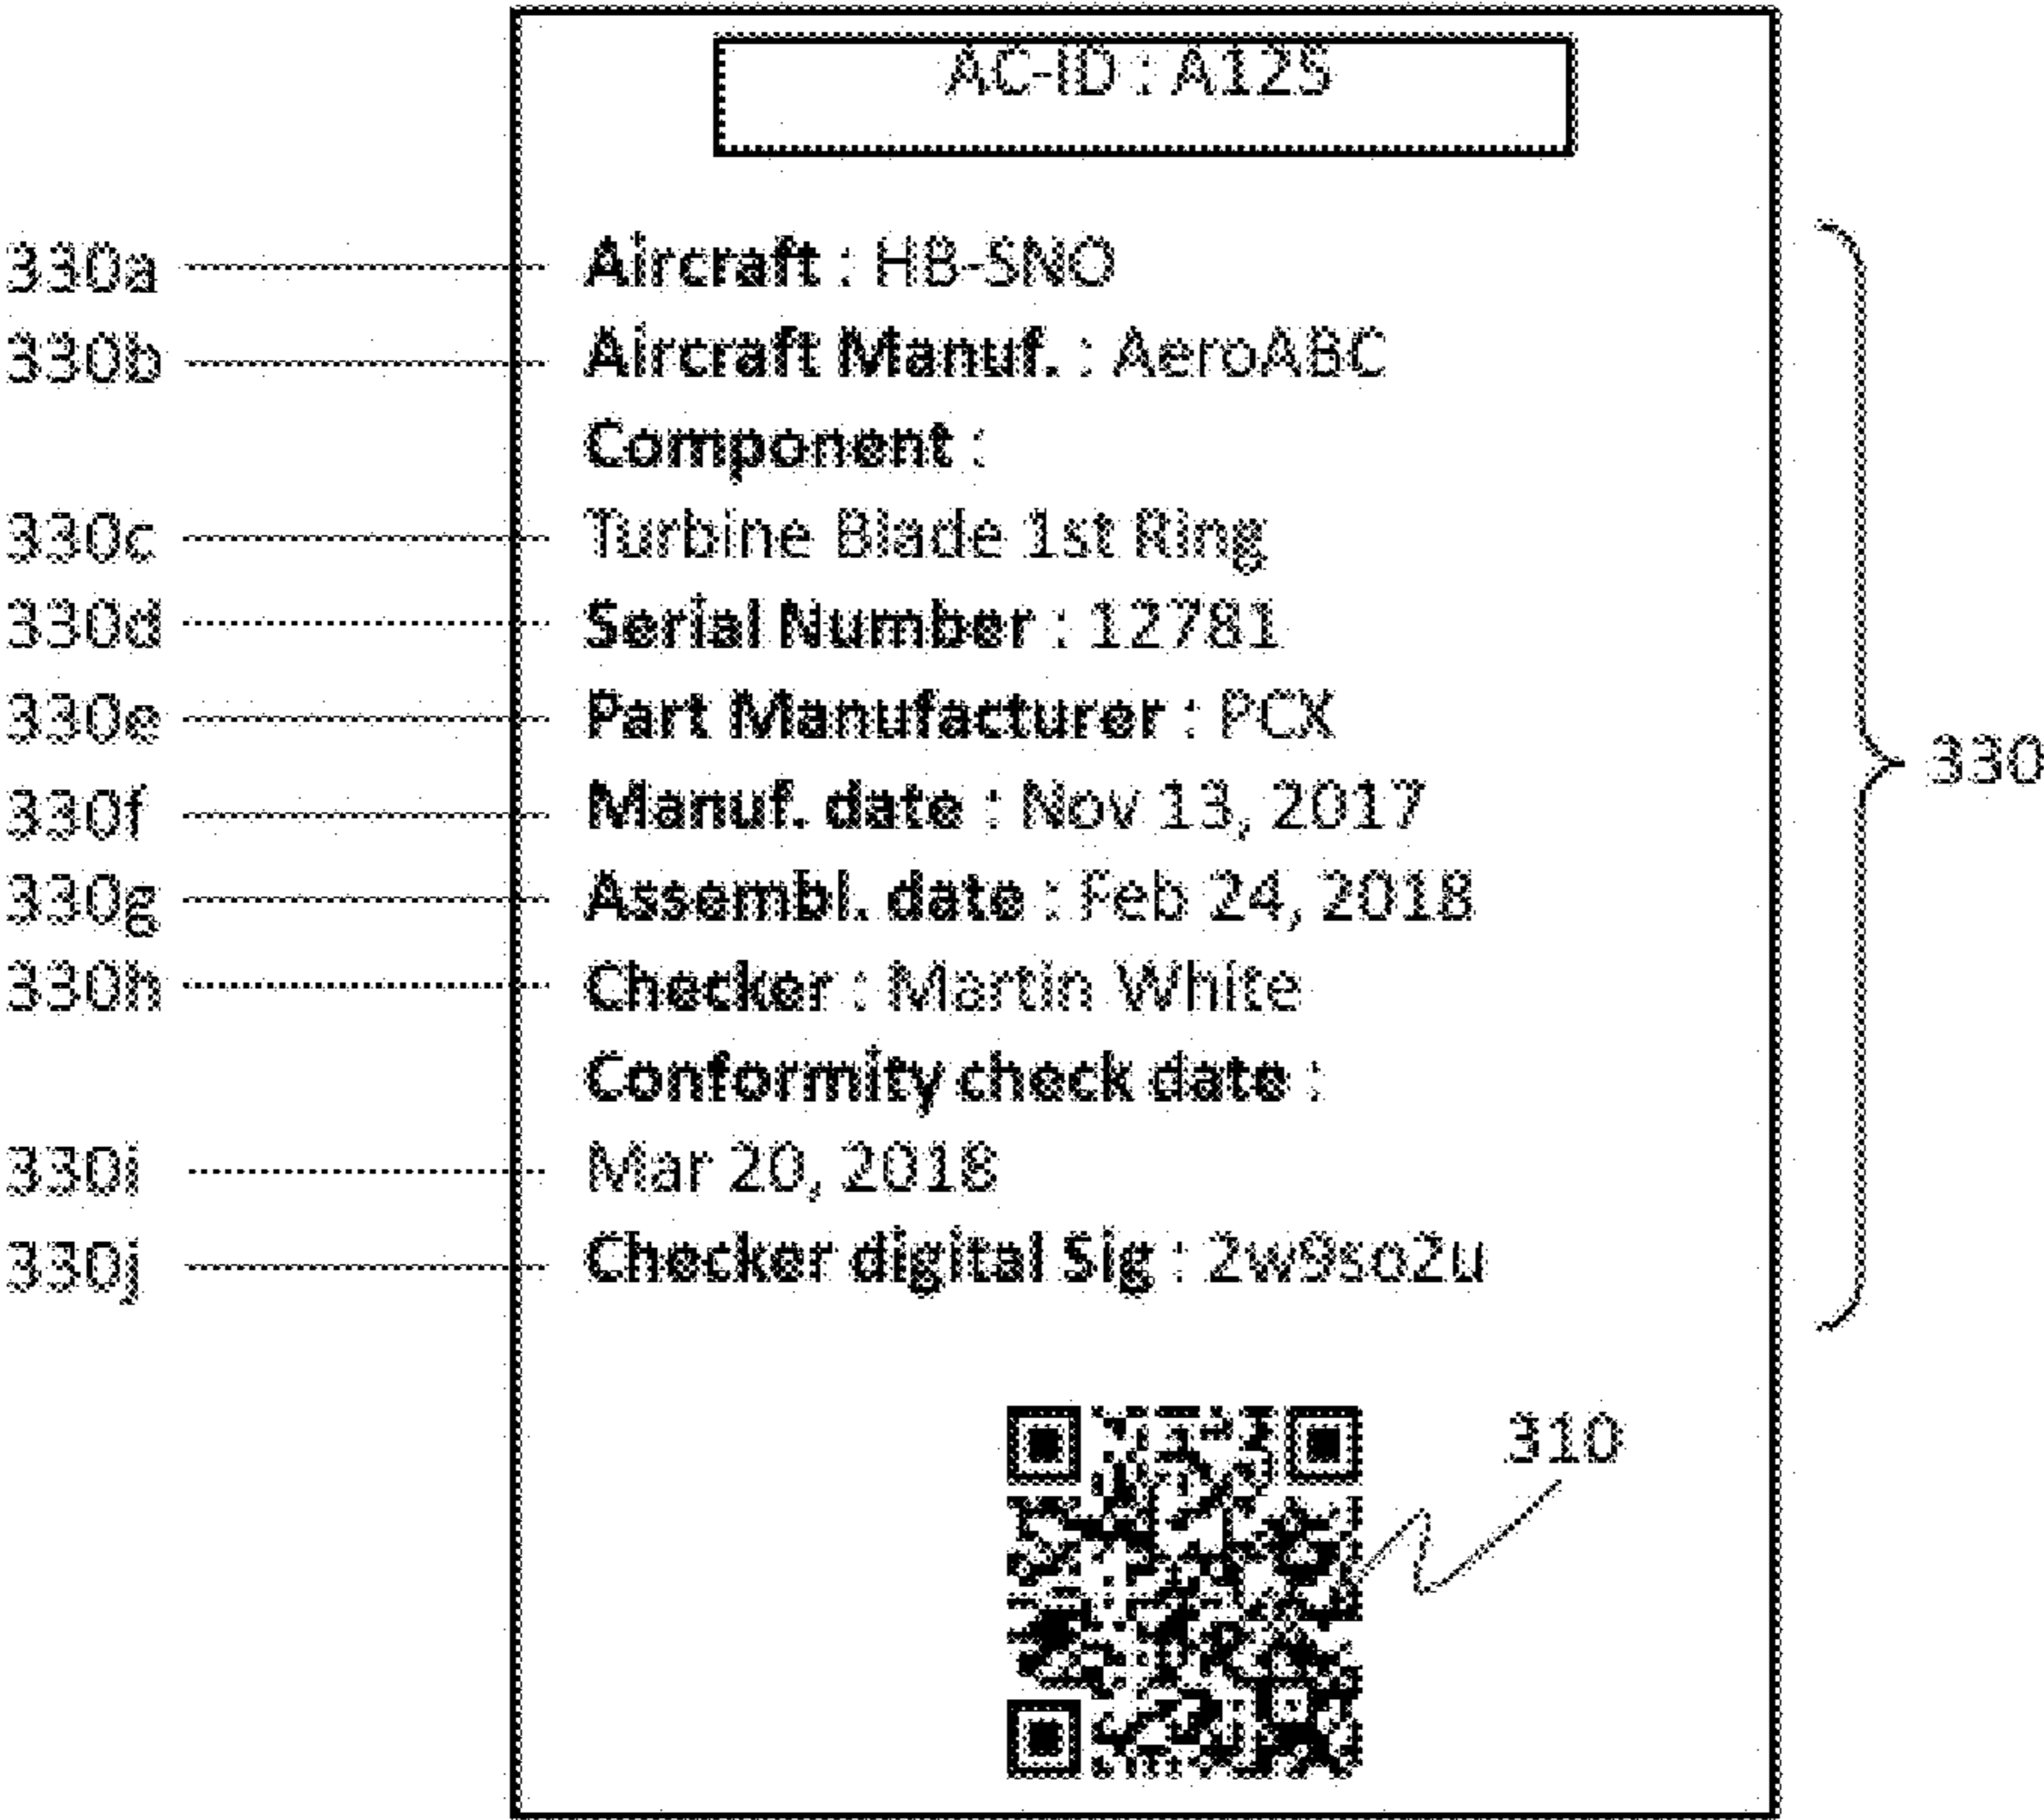 AC-ID : A125
330a Aircraft : HB-SNO
330b Aircraft Manuf. : AeroABC
Component :
330c Turbine Blade 1st Ring
330d Serial Number : 12781
330e Part Manufacturer : PCX
330
330f Manuf. date : Nov 13, 2017
330g Assembl. date : Feb 24, 2018
330h Checker : Martin White
Conformity check date :
330i Mar 20, 2018
330j Checker digital Sig : 2w9so2u
310